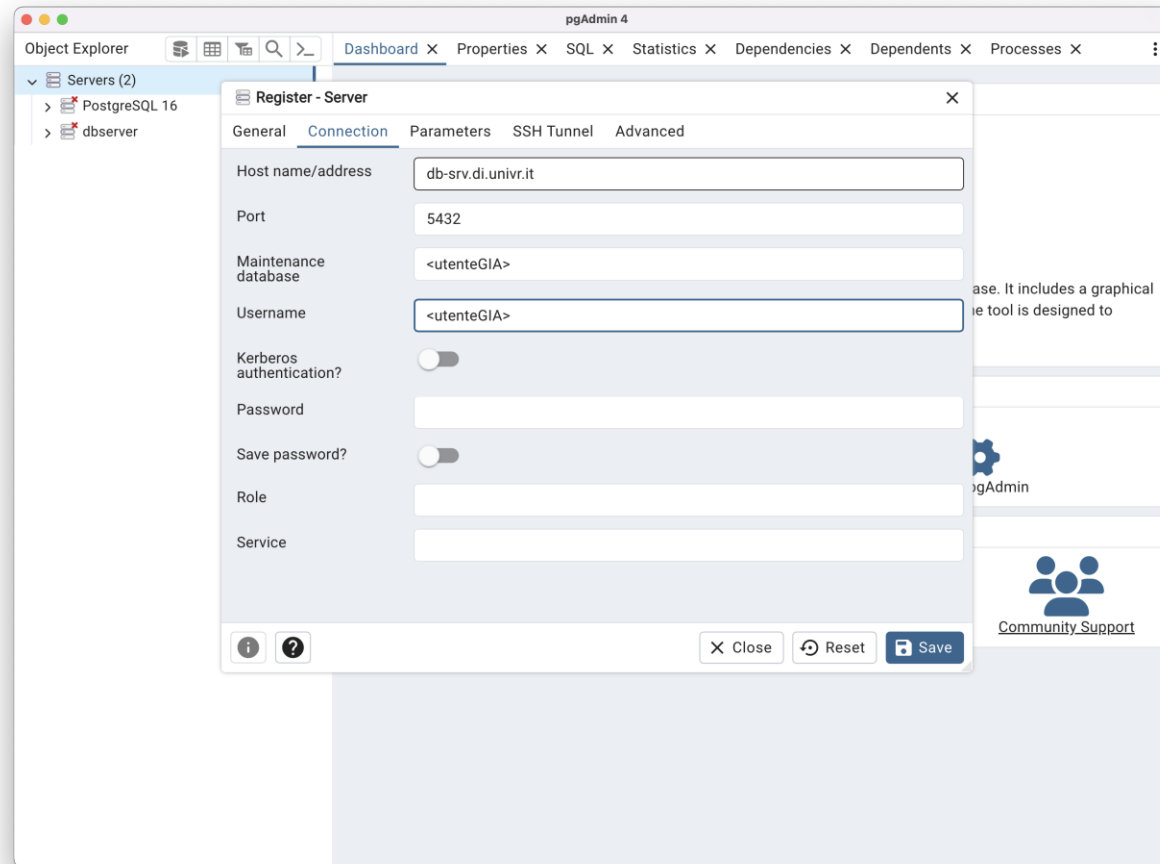 pgAdmin 4
Object Explorer
Dashboard
Properties
SQL
Statistics
Dependencies
Dependents
Processes
Servers (2)
PostgreSQL 16
dbserver
Register - Server
General
Connection
Parameters
SSH Tunnel
Advanced
Host name/address
db-srv.di.univr.it
Port
5432
Maintenance
database
<utenteGIA>
Username
<utenteGIA>
Kerberos
authentication?
Password
Save password?
Role
Service
Close
Reset
Save
ase. It includes a graphical
e tool is designed to
pgAdmin
Community Support